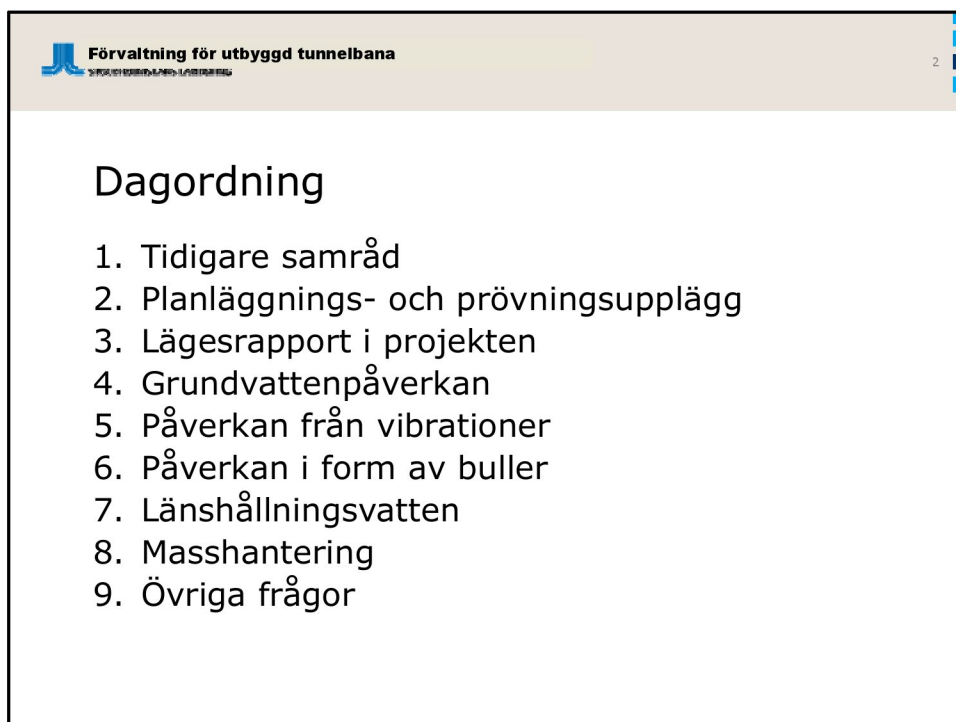 Förvaltning för utbyggd tunnelbana
2
Dagordning
1. Tidigare samråd
2. Planläggnings- och prövningsupplägg
3. Lägesrapport i projekten
4. Grundvattenpåverkan
5. Påverkan från vibrationer
6. Påverkan i form av buller
7. Länshållningsvatten
8. Masshantering
9. Övriga frågor